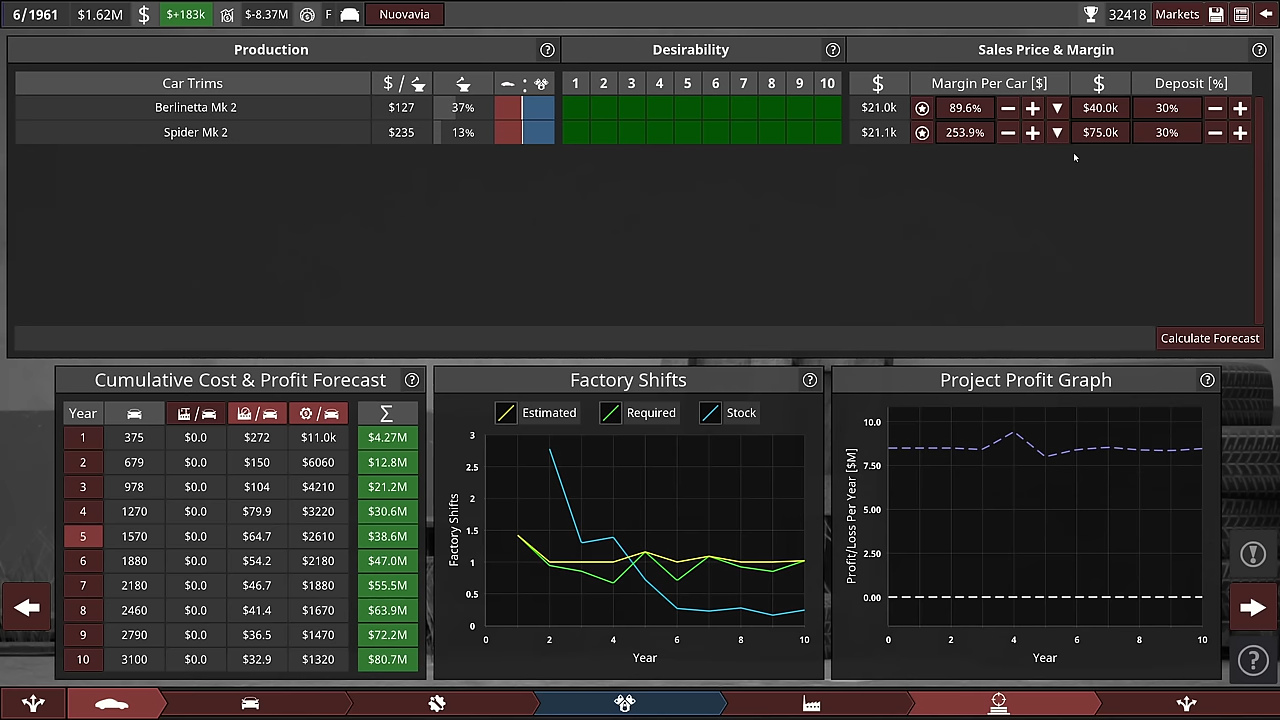 6/1961 $1.62M $ $+183k $-8.37M F Nuovavia 32418 Markets
Production ? Desirability ? Sales Price & Margin ?
Car Trims $ / 1 2 3 4 5 6 7 8 9 10 $ Margin Per Car [$] $ Deposit [%]
Berlinetta Mk 2 $127 37% $21.0k 89.6% − + ▼ $40.0k 30% − +
Spider Mk 2 $235 13% $21.1k 253.9% − + ▼ $75.0k 30% − +
Calculate Forecast
Cumulative Cost & Profit Forecast ?
Year / / / Σ
1 375 $0.0 $272 $11.0k $4.27M
2 679 $0.0 $150 $6060 $12.8M
3 978 $0.0 $104 $4210 $21.2M
4 1270 $0.0 $79.9 $3220 $30.6M
5 1570 $0.0 $64.7 $2610 $38.6M
6 1880 $0.0 $54.2 $2180 $47.0M
7 2180 $0.0 $46.7 $1880 $55.5M
8 2460 $0.0 $41.4 $1670 $63.9M
9 2790 $0.0 $36.5 $1470 $72.2M
10 3100 $0.0 $32.9 $1320 $80.7M
Factory Shifts ?
Estimated Required Stock
Factory Shifts
3
2.5
2
1.5
1
0.5
0
0 2 4 6 8 10
Year
Project Profit Graph ?
Profit/Loss Per Year [$M]
10.0
7.50
5.00
2.50
0.00
0 2 4 6 8 10
Year
!
?